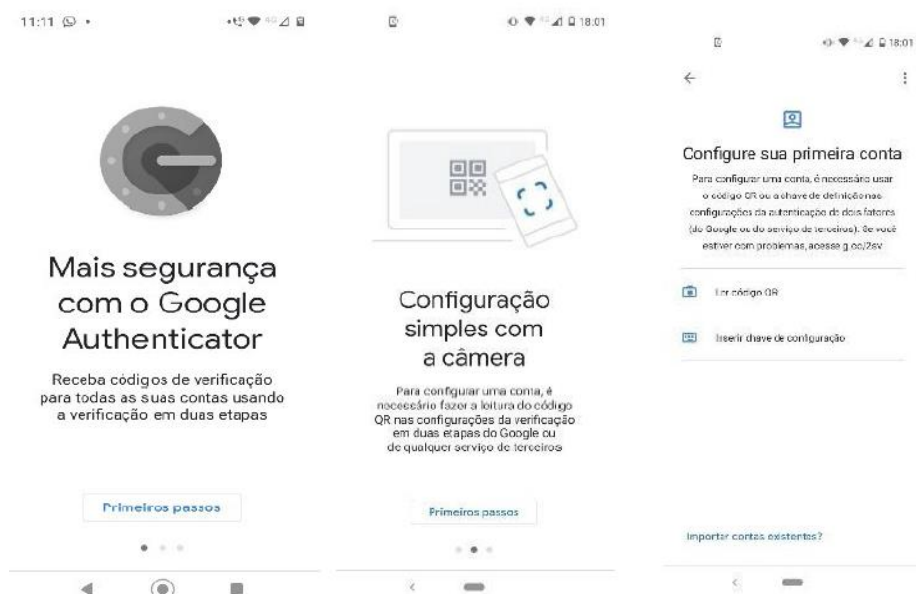 11:11
4G
Mais segurança
com o Google
Authenticator
Receba códigos de verificação
para todas as suas contas usando
a verificação em duas etapas
Primeiros passos
4G 18:01
Configuração
simples com
a câmera
Para configurar uma conta, é
necessário fazer a leitura do código
QR nas configurações da verificação
em duas etapas do Google ou
de qualquer serviço de terceiros
Primeiros passos
4G 18:01
Configure sua primeira conta
Para configurar uma conta, é necessário usar
o código QR ou a chave de definição nas
configurações da autenticação de dois fatores
(do Google ou do serviço de terceiros). Se você
estiver com problemas, acesse g.co/2sv
Ler código QR
Inserir chave de configuração
Importar contas existentes?